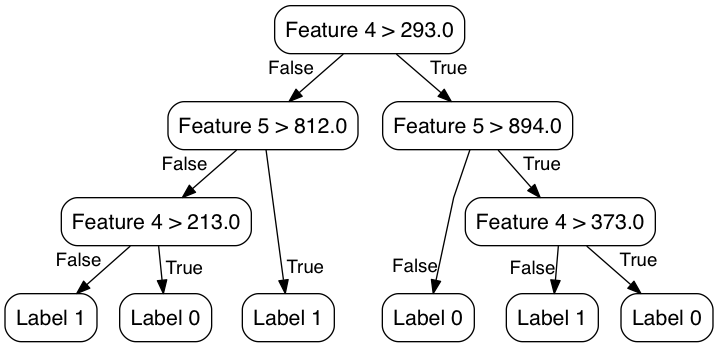 Feature 4 > 293.0
False
True
Feature 5 > 812.0
Feature 5 > 894.0
False
True
Feature 4 > 213.0
Feature 4 > 373.0
False
True
True
False
False
True
Label 1
Label 0
Label 1
Label 0
Label 1
Label 0